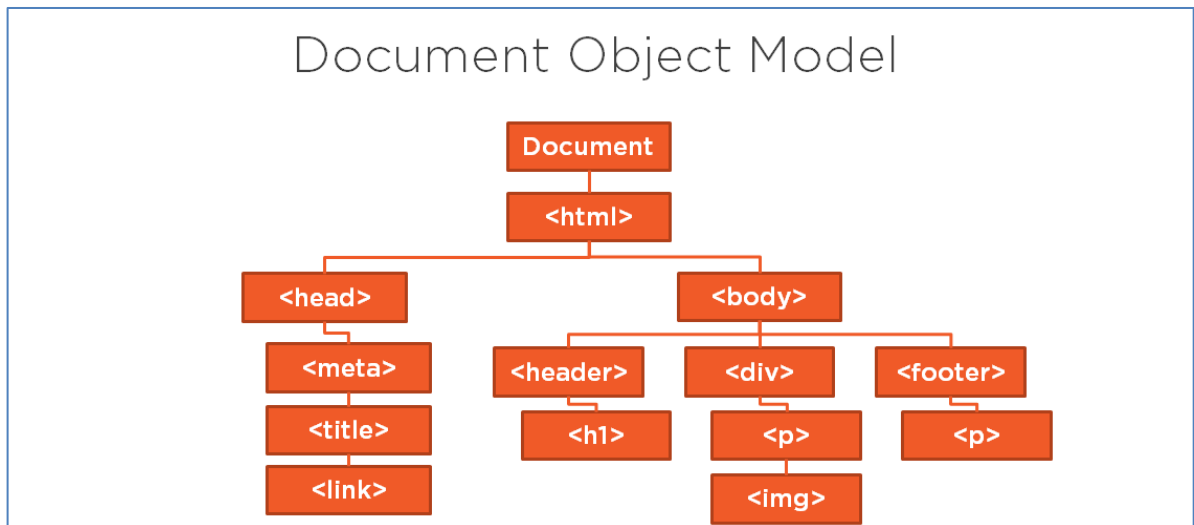 Document Object Model
Document
<html>
<head> <body>
<meta> <header> <div> <footer>
<title> <h1> <p> <p>
<link> <img>